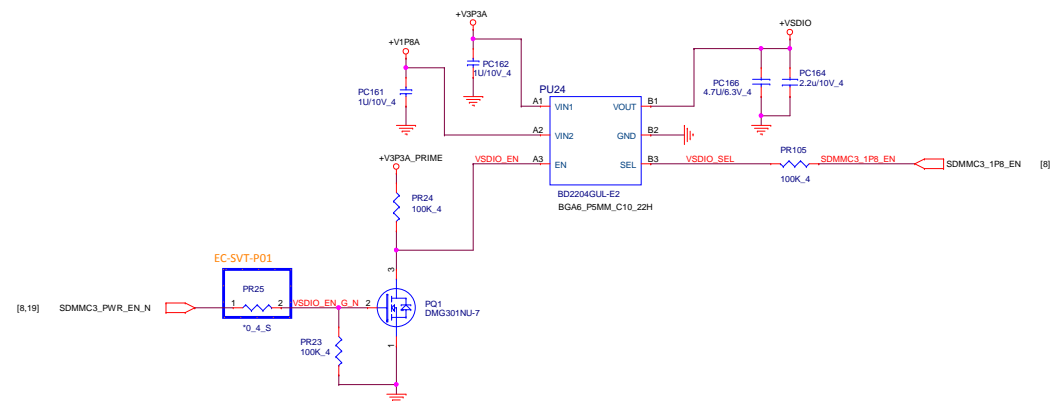 +V3P3A
+VSDIO
+V1P8A
PC162
1U/10V_4
PC161
1U/10V_4
PU24
PC166
4.7U/6.3V_4
PC164
2.2u/10V_4
A1 VIN1 VOUT B1
A2 VIN2 GND B2
A3 EN SEL B3
+V3P3A_PRIME
VSDIO_EN
VSDIO_SEL
PR105
100K_4
SDMMC3_1P8_EN
SDMMC3_1P8_EN [8]
BD2204GUL-E2
BGA6_P5MM_C10_22H
PR24
100K_4
EC-SVT-P01
PR25
1 2
*0_4_S
[8,19] SDMMC3_PWR_EN_N
VSDIO_EN_G_N 2
3
PQ1
DMG301NU-7
1
PR23
100K_4